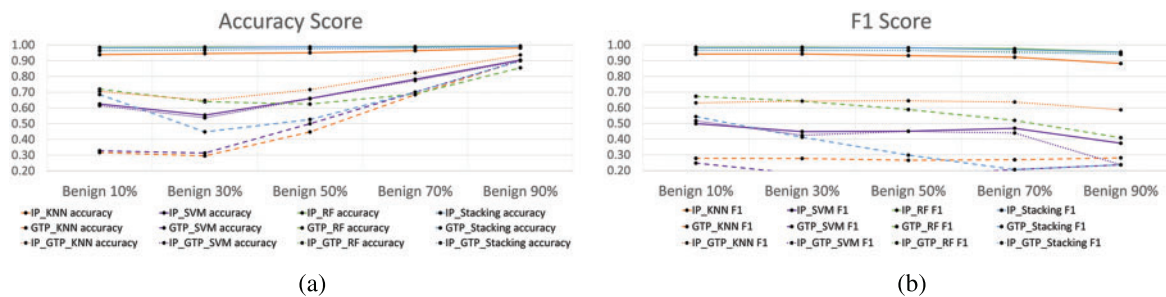 Accuracy Score
1.00
0.90
0.80
0.70
0.60
0.50
0.40
0.30
0.20
Benign 10% Benign 30% Benign 50% Benign 70% Benign 90%
IP_KNN accuracy IP_SVM accuracy IP_RF accuracy IP_Stacking accuracy
GTP_KNN accuracy GTP_SVM accuracy GTP_RF accuracy GTP_Stacking accuracy
IP_GTP_KNN accuracy IP_GTP_SVM accuracy IP_GTP_RF accuracy IP_GTP_Stacking accuracy
(a)
F1 Score
1.00
0.90
0.80
0.70
0.60
0.50
0.40
0.30
0.20
Benign 10% Benign 30% Benign 50% Benign 70% Benign 90%
IP_KNN F1 IP_SVM F1 IP_RF F1 IP_Stacking F1
GTP_KNN F1 GTP_SVM F1 GTP_RF F1 GTP_Stacking F1
IP_GTP_KNN F1 IP_GTP_SVM F1 IP_GTP_RF F1 IP_GTP_Stacking F1
(b)